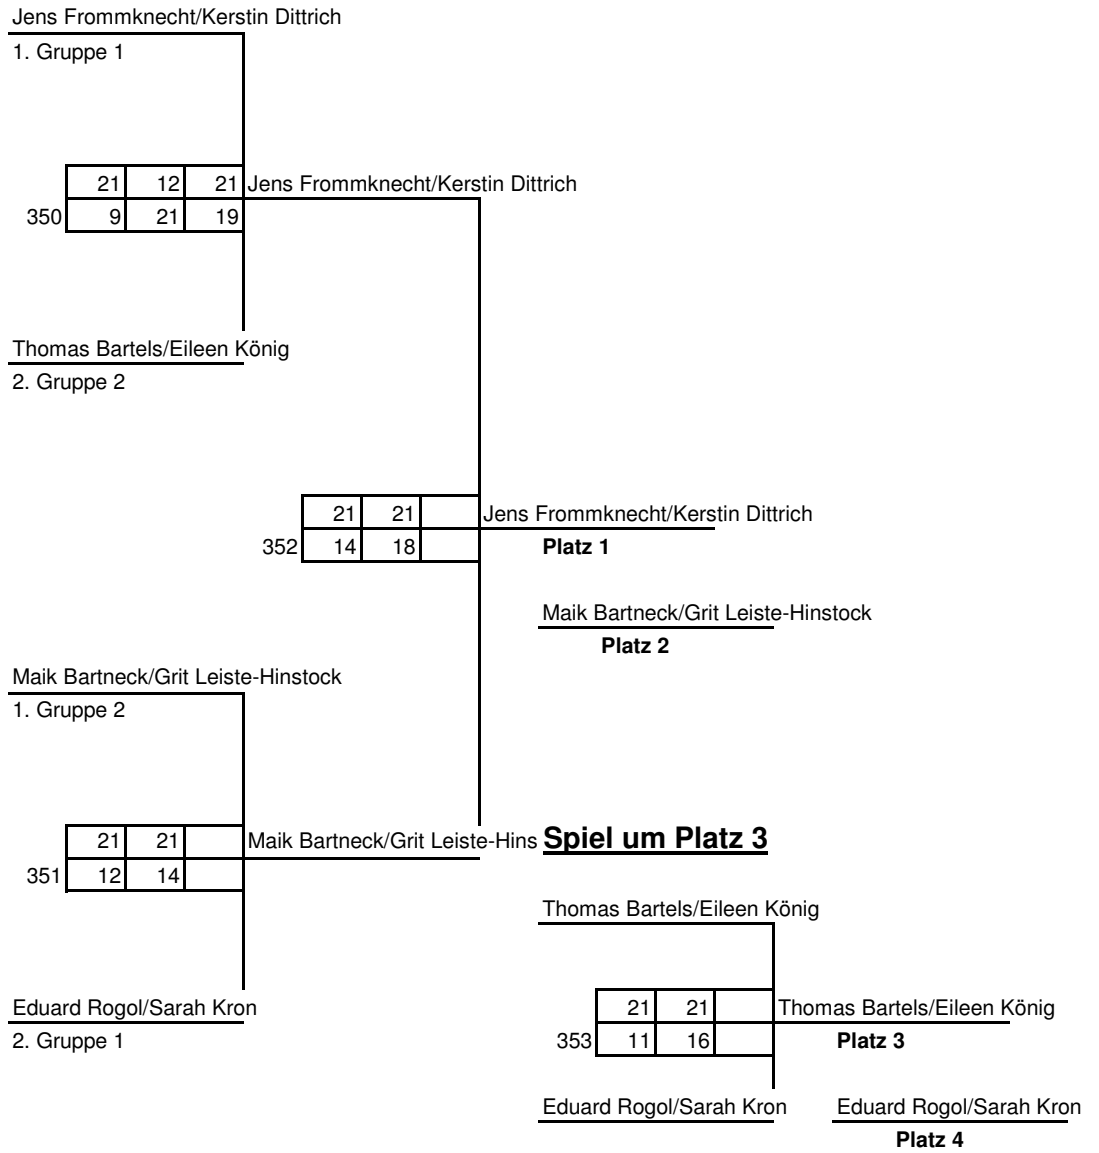 Jens Frommknecht/Kerstin Dittrich
1. Gruppe 1
21 12 21 Jens Frommknecht/Kerstin Dittrich
350 9 21 19
Thomas Bartels/Eileen König
2. Gruppe 2
21 21 Jens Frommknecht/Kerstin Dittrich
352 14 18 Platz 1
Maik Bartneck/Grit Leiste-Hinstock
Platz 2
Maik Bartneck/Grit Leiste-Hinstock
1. Gruppe 2
21 21 Maik Bartneck/Grit Leiste-Hins Spiel um Platz 3
351 12 14
Thomas Bartels/Eileen König
21 21 Thomas Bartels/Eileen König
Eduard Rogol/Sarah Kron
2. Gruppe 1
353 11 16 Platz 3
Eduard Rogol/Sarah Kron Eduard Rogol/Sarah Kron
Platz 4